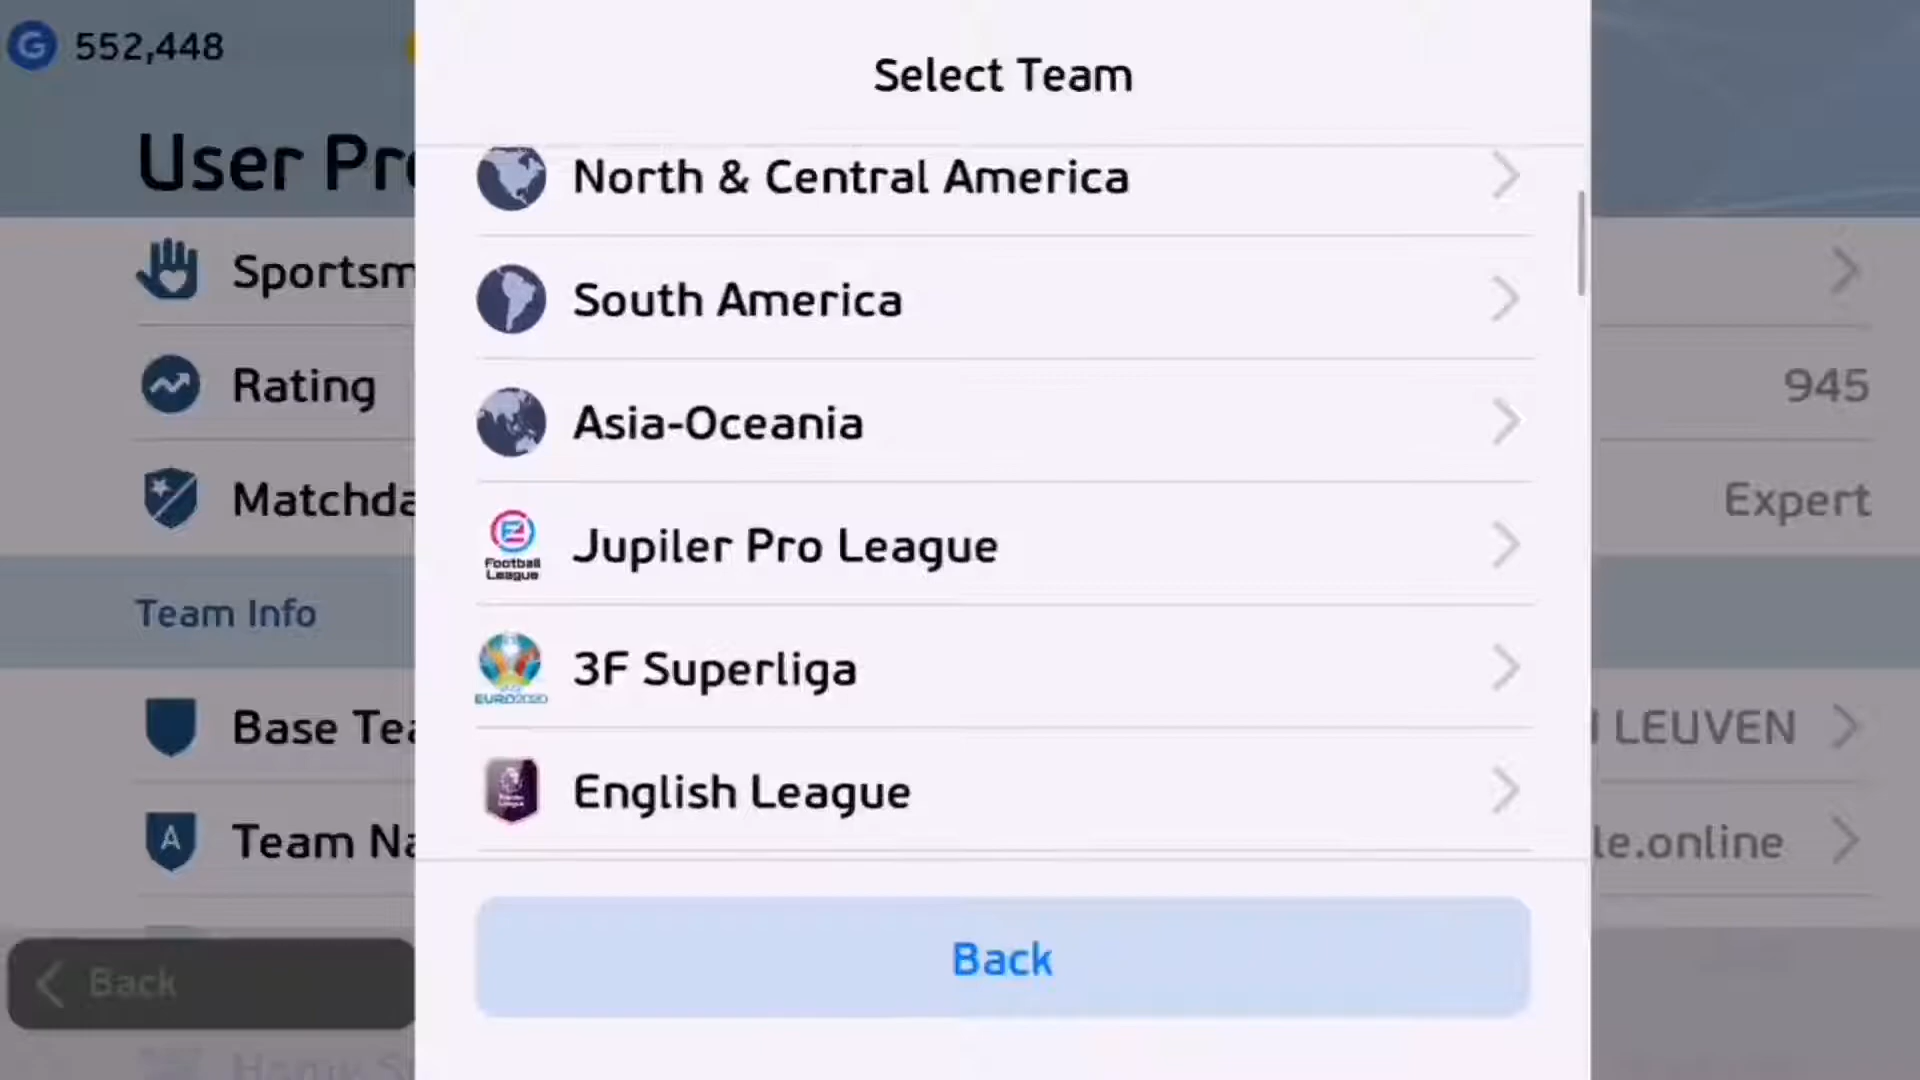 552,448
Select Team
User Pro
North & Central America
South America
Sportsm
Rating
945
Asia-Oceania
Matchda
Expert
Football
League
Jupiler Pro League
Team Info
EURO2020
3F Superliga
Base Tea
LEUVEN
English League
A
Team Na
le.online
Back
Back